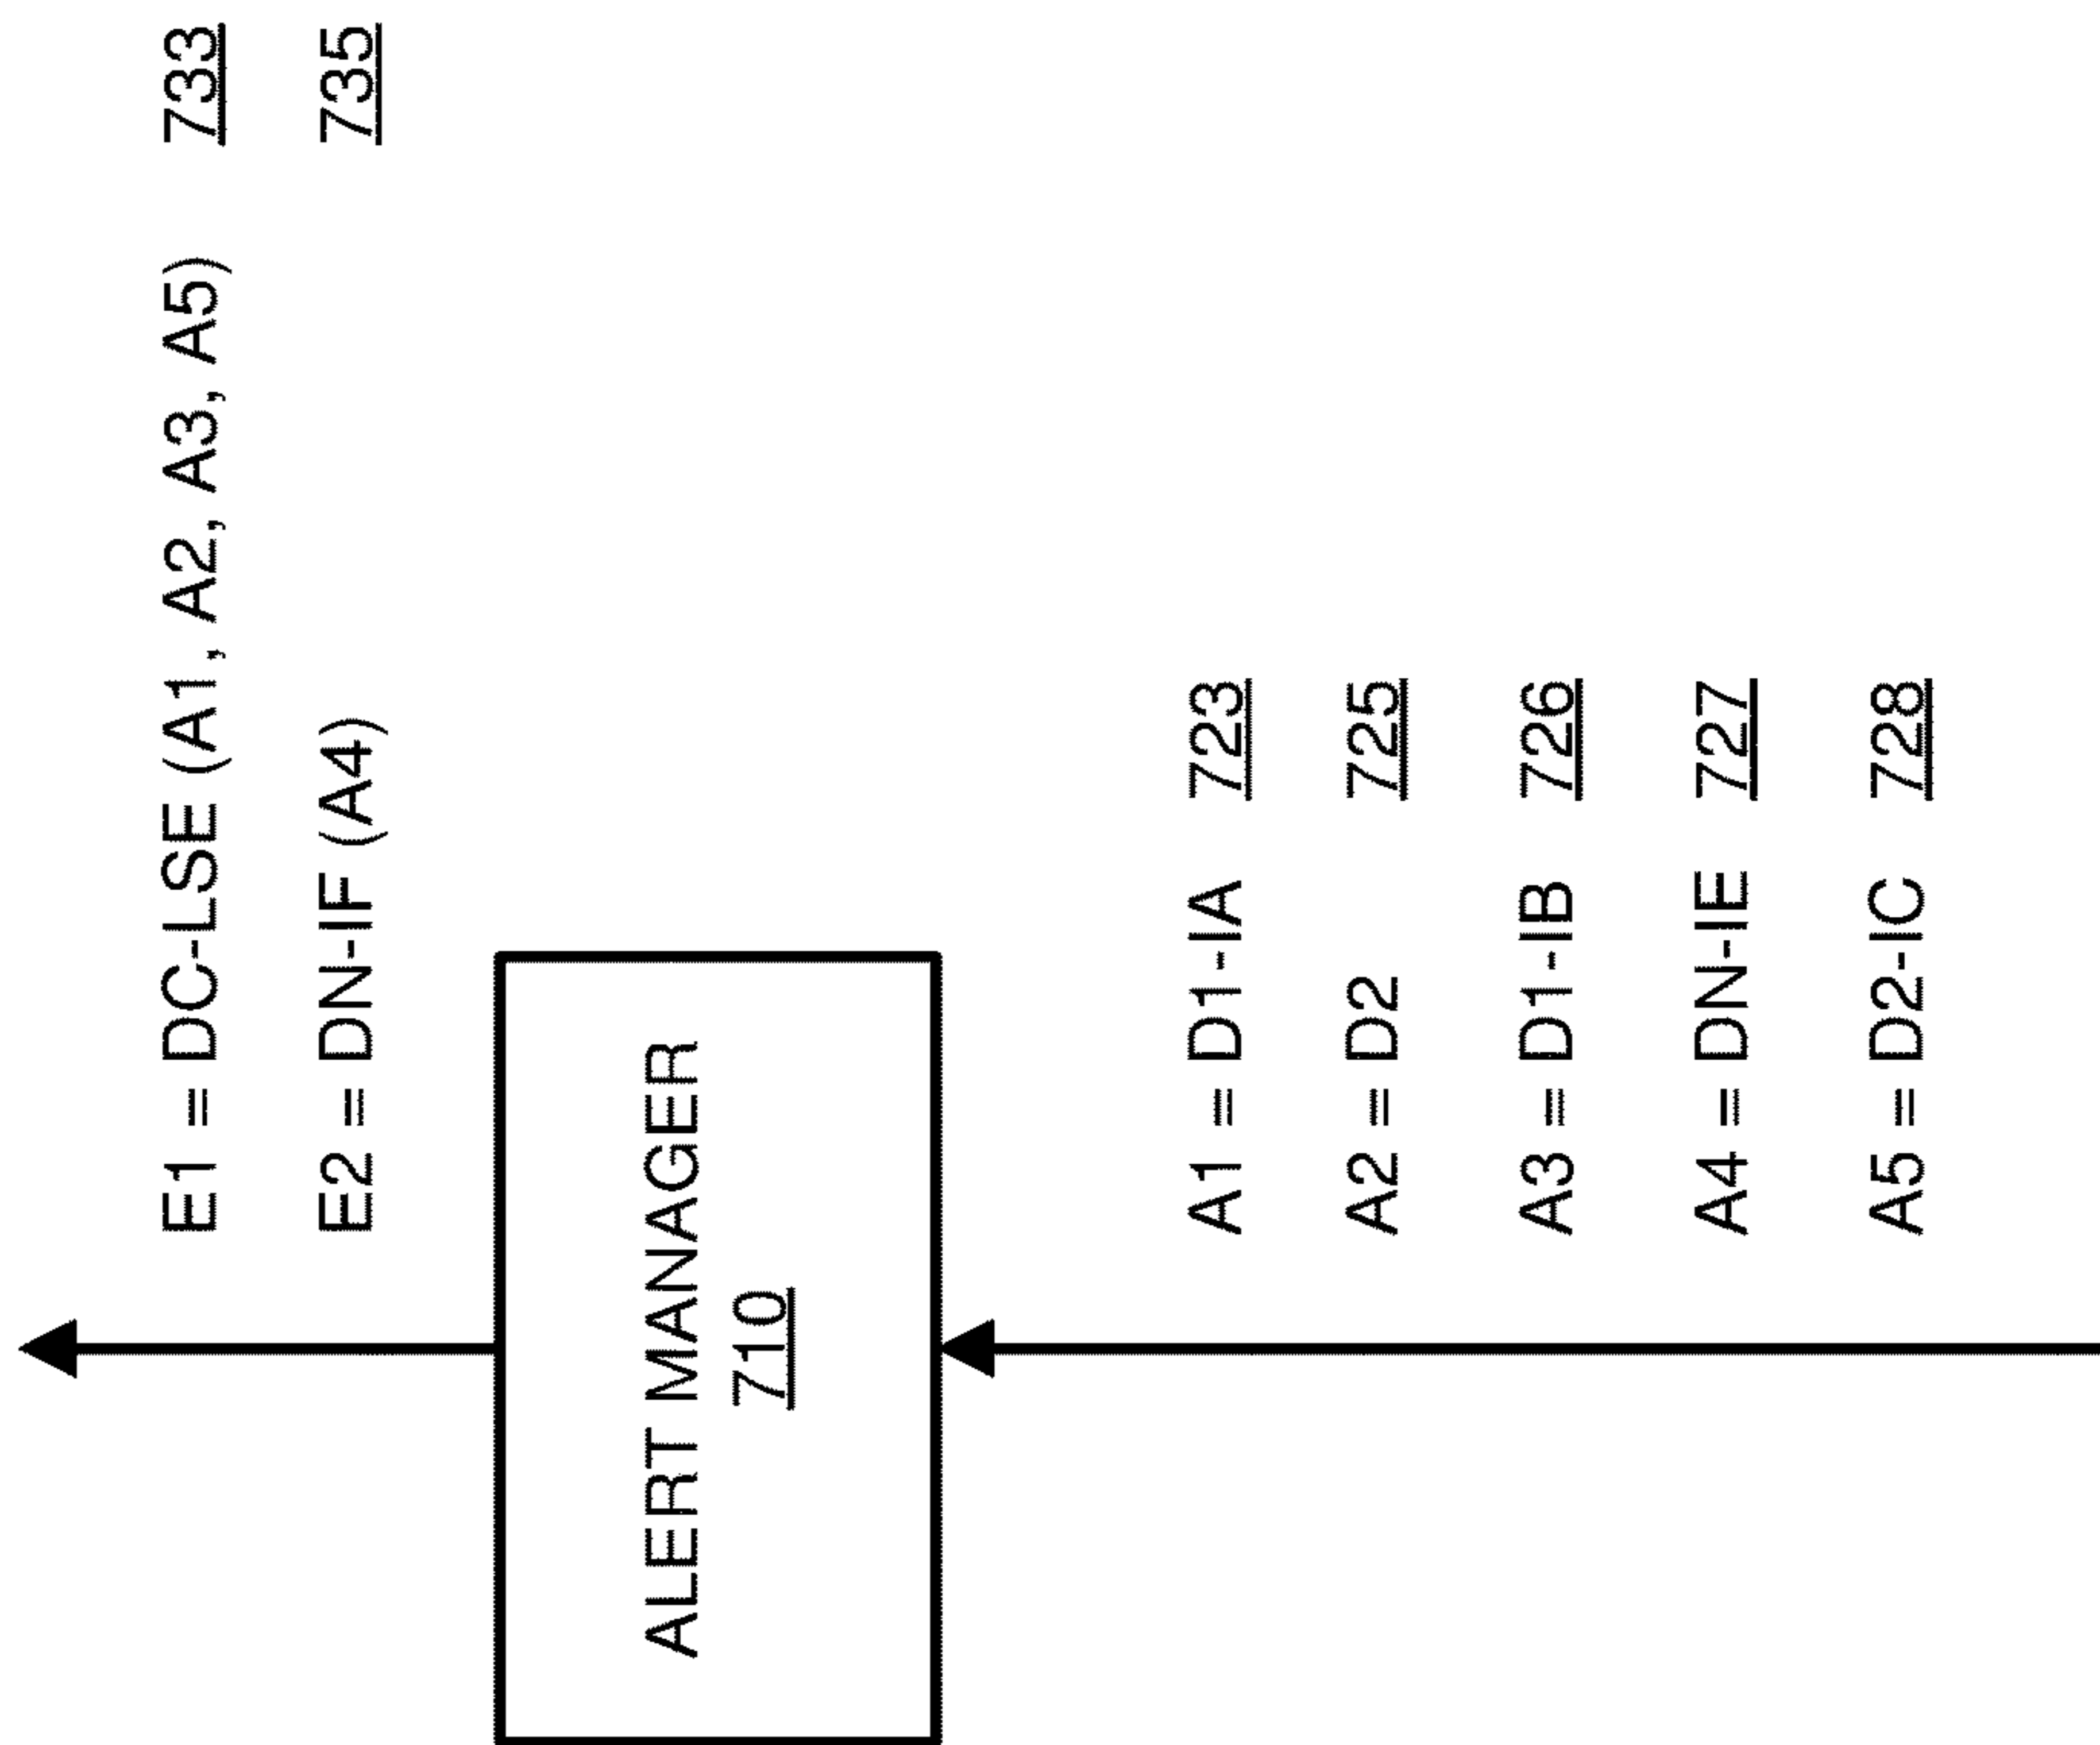 E1 = DC-LSE (A1, A2, A3, A5) 733
E2 = DN-IF (A4) 735
ALERT MANAGER
710
A1 = D1-IA 723
A2 = D2 725
A3 = D1-IB 726
A4 = DN-IE 727
A5 = D2-IC 728